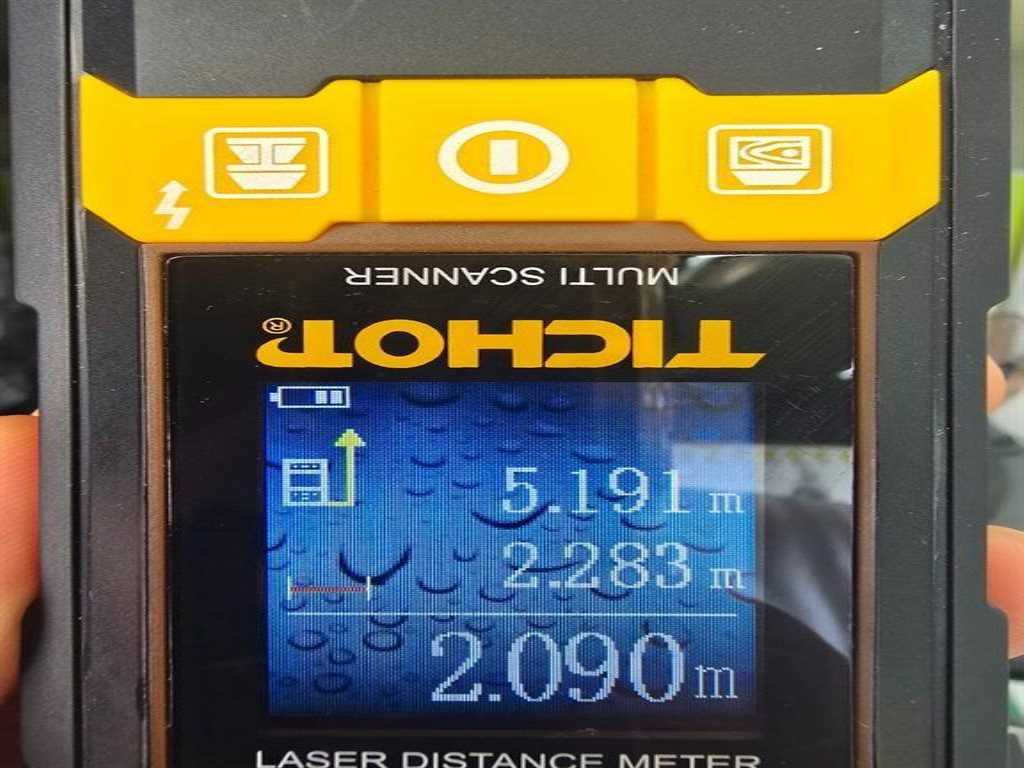 MULTI SCANNER
TICHOT®
5.191 m
2.283 m
2.090 m
LASER DISTANCE METER